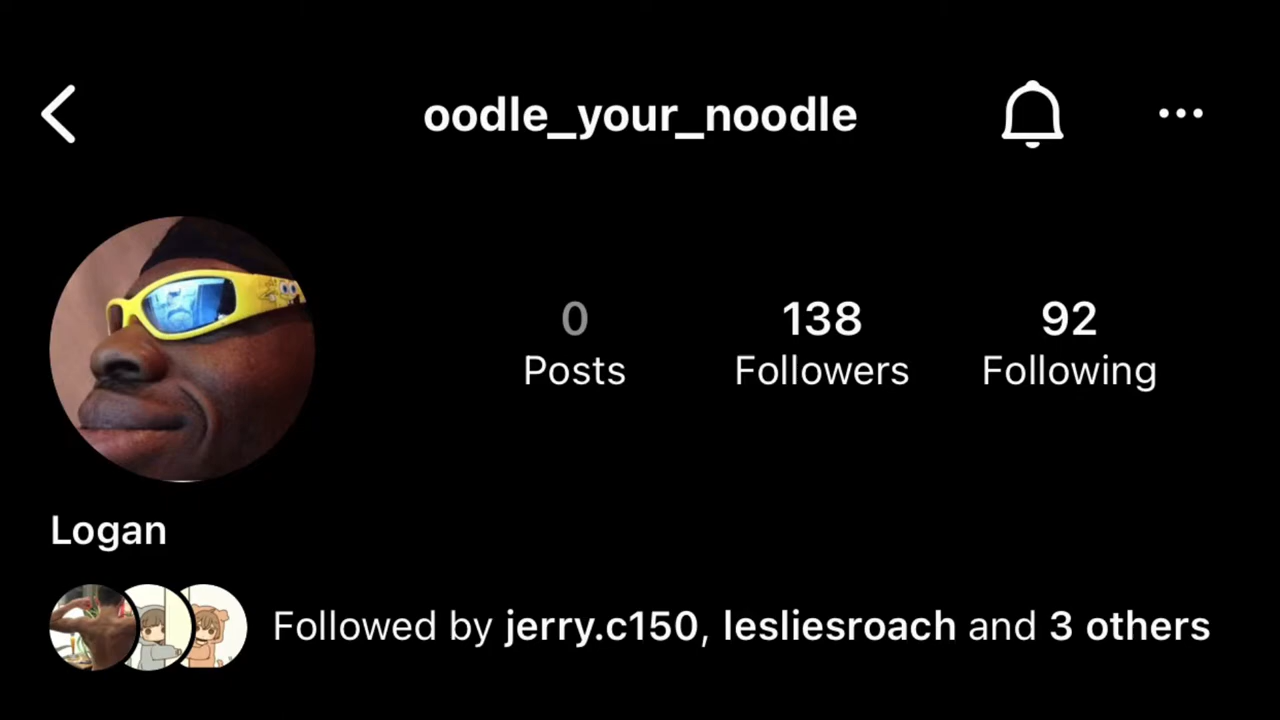 oodle_your_noodle
0 138 92
Posts Followers Following
Logan
Followed by jerry.c150, lesliesroach and 3 others